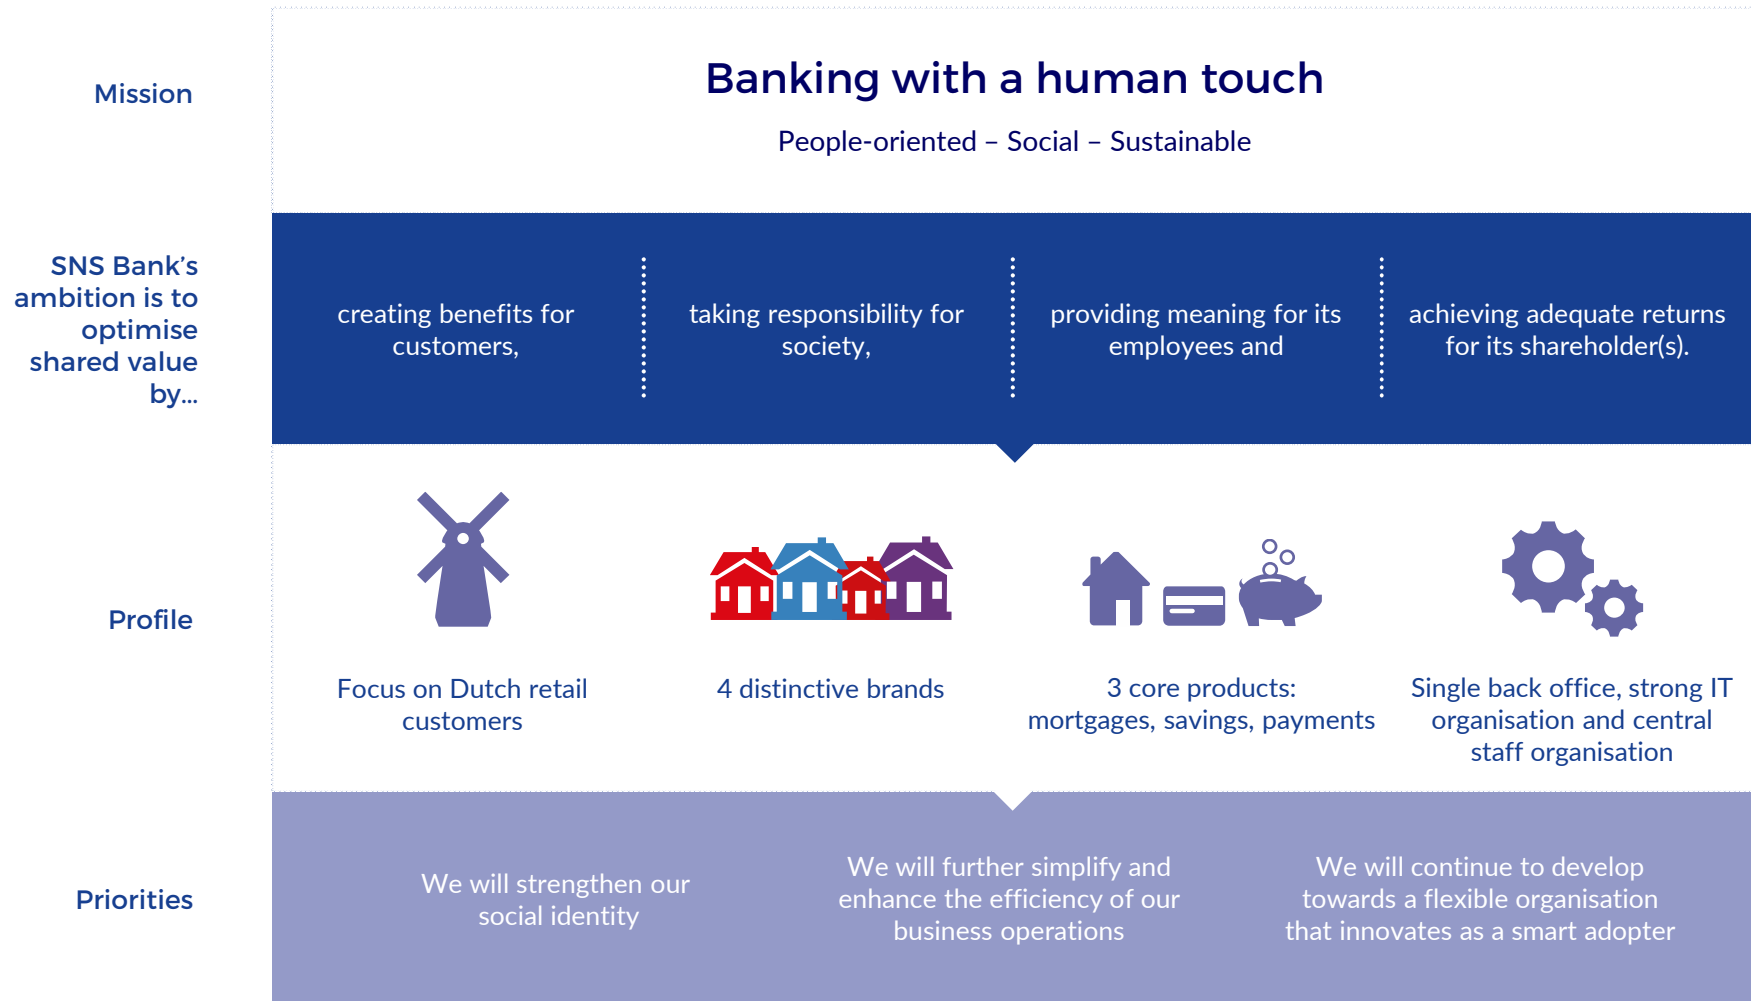 Mission
Banking with a human touch
People-oriented – Social – Sustainable
SNS Bank's
ambition is to
optimise
shared value
by...
creating benefits for
customers,
taking responsibility for
society,
providing meaning for its
employees and
achieving adequate returns
for its shareholder(s).
Profile
Focus on Dutch retail
customers
4 distinctive brands
3 core products:
mortgages, savings, payments
Single back office, strong IT
organisation and central
staff organisation
Priorities
We will strengthen our
social identity
We will further simplify and
enhance the efficiency of our
business operations
We will continue to develop
towards a flexible organisation
that innovates as a smart adopter